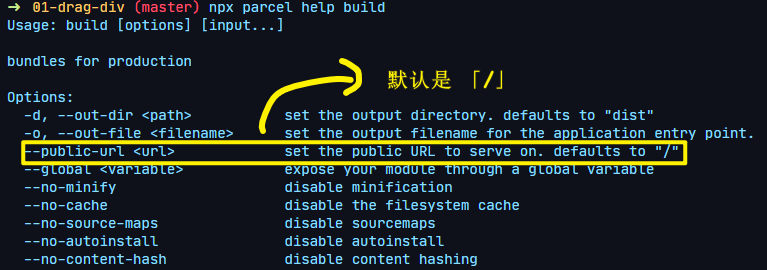 → 01-drag-div (master) npx parcel help build
Usage: build [options] [input...]
bundles for production
默认是 「/」
Options:
-d, --out-dir <path> set the output directory. defaults to "dist"
-o, --out-file <filename> set the output filename for the application entry point.
--public-url <url> set the public URL to serve on. defaults to "/"
--global <variable> expose your module through a global variable
--no-minify disable minification
--no-cache disable the filesystem cache
--no-source-maps disable sourcemaps
--no-autoinstall disable autoinstall
--no-content-hash disable content hashing